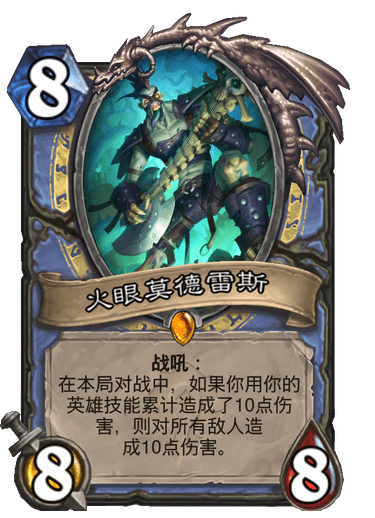 8
火眼莫德雷斯
战吼：
在本局对战中，如果你用你的
英雄技能累计造成了10点伤
害，则对所有敌人造
成10点伤害。
8
8